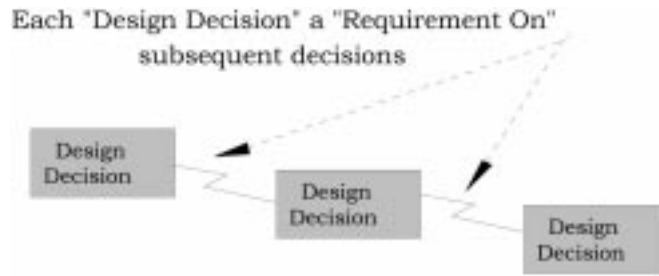 Each "Design Decision" a "Requirement On"
subsequent decisions
Design
Decision
Design
Decision
Design
Decision